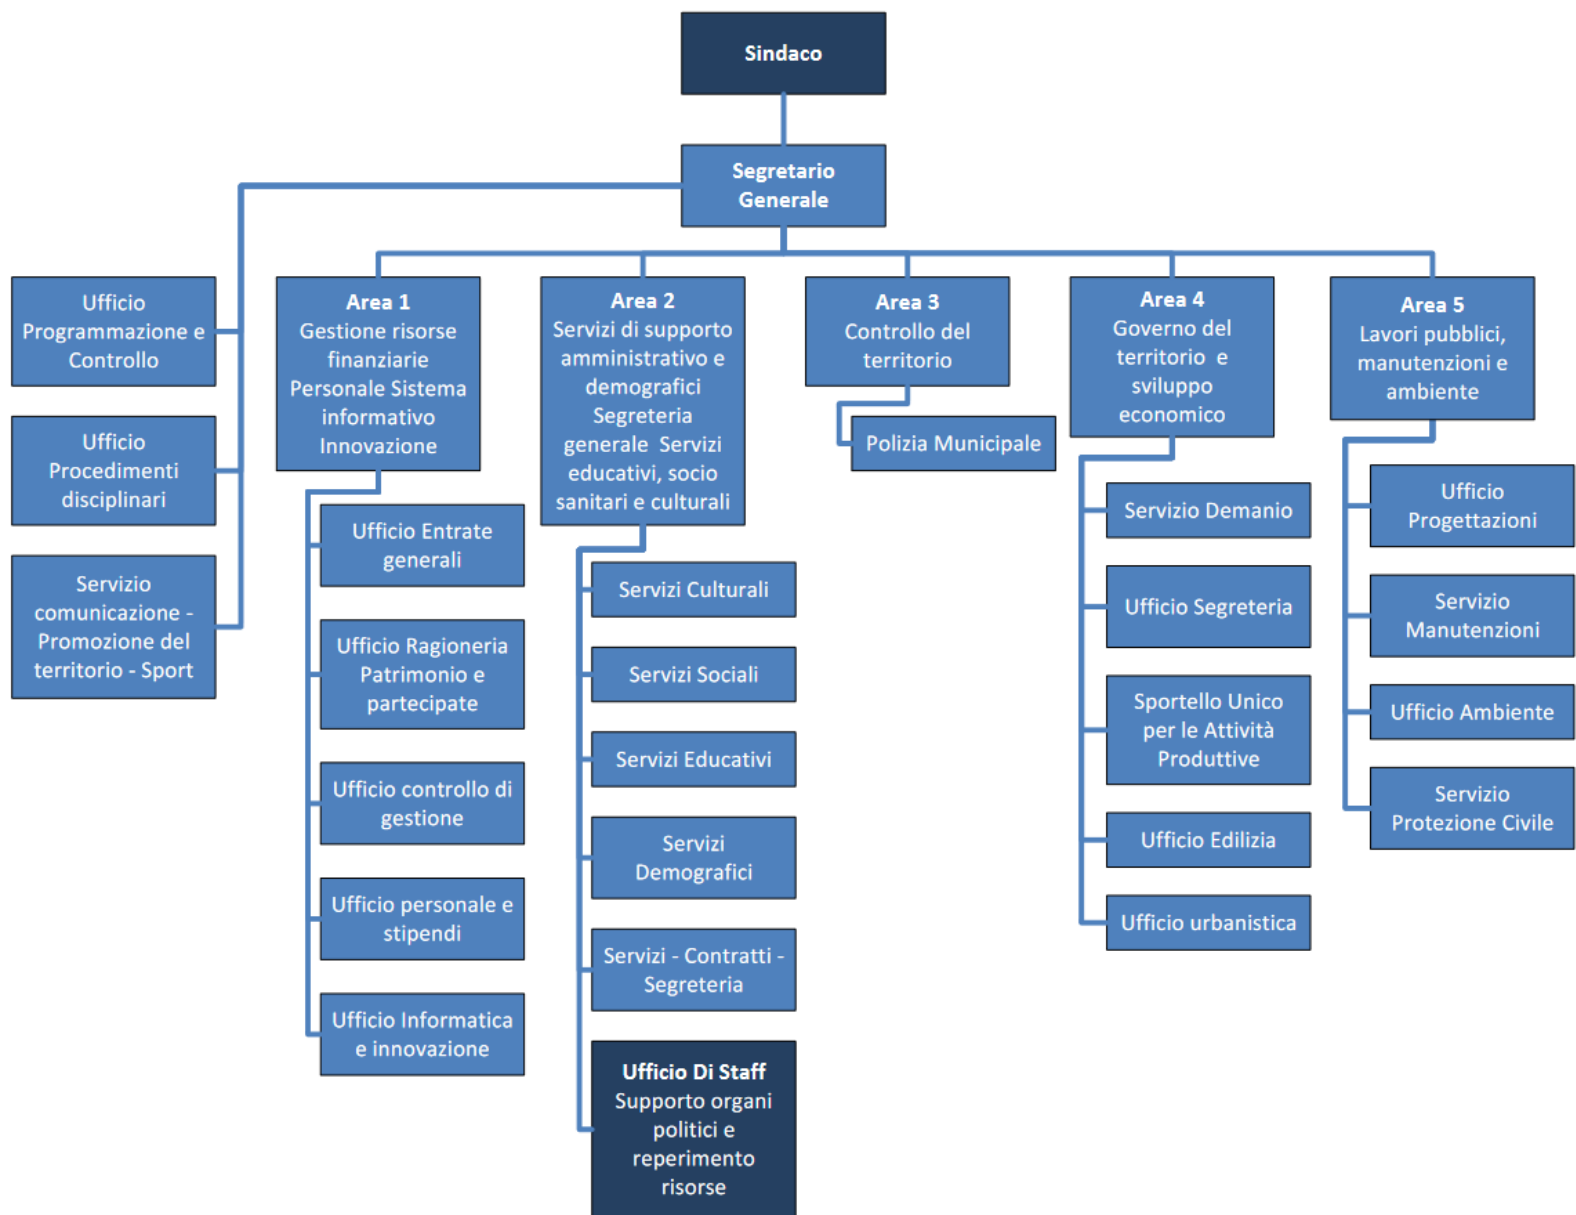 Sindaco
Segretario
Generale
Ufficio
Programmazione e
Controllo
Ufficio
Procedimenti
disciplinari
Servizio
comunicazione -
Promozione del
territorio - Sport
Area 1
Gestione risorse
finanziarie
Personale Sistema
informativo
Innovazione
Ufficio Entrate
generali
Ufficio Ragioneria
Patrimonio e
partecipate
Ufficio controllo di
gestione
Ufficio personale e
stipendi
Ufficio Informatica
e innovazione
Area 2
Servizi di supporto
amministrativo e
demografici
Segreteria
generale Servizi
educativi, socio
sanitari e culturali
Servizi Culturali
Servizi Sociali
Servizi Educativi
Servizi
Demografici
Servizi - Contratti -
Segreteria
Ufficio Di Staff
Supporto organi
politici e
reperimento
risorse
Area 3
Controllo del
territorio
Polizia Municipale
Area 4
Governo del
territorio e
sviluppo
economico
Servizio Demanio
Ufficio Segreteria
Sportello Unico
per le Attività
Produttive
Ufficio Edilizia
Ufficio urbanistica
Area 5
Lavori pubblici,
manutenzioni e
ambiente
Ufficio
Progettazioni
Servizio
Manutenzioni
Ufficio Ambiente
Servizio
Protezione Civile